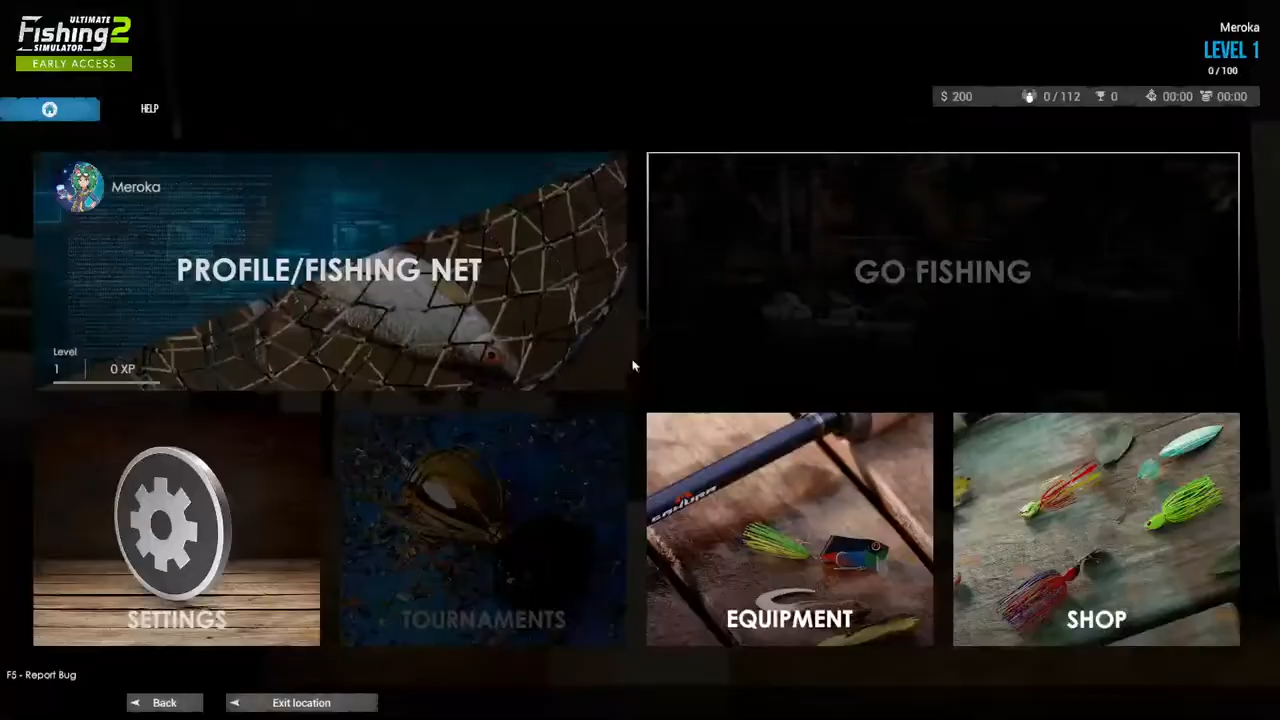 ULTIMATE
Fishing 2
SIMULATOR
EARLY ACCESS
Meroka
LEVEL 1
0 / 100
HELP
$ 200 0 / 112 0 00:00 00:00
Meroka
PROFILE/FISHING NET
GO FISHING
Level
1 0 XP
SAKURA
SETTINGS
TOURNAMENTS
EQUIPMENT
SHOP
F5 - Report Bug
Back
Exit location